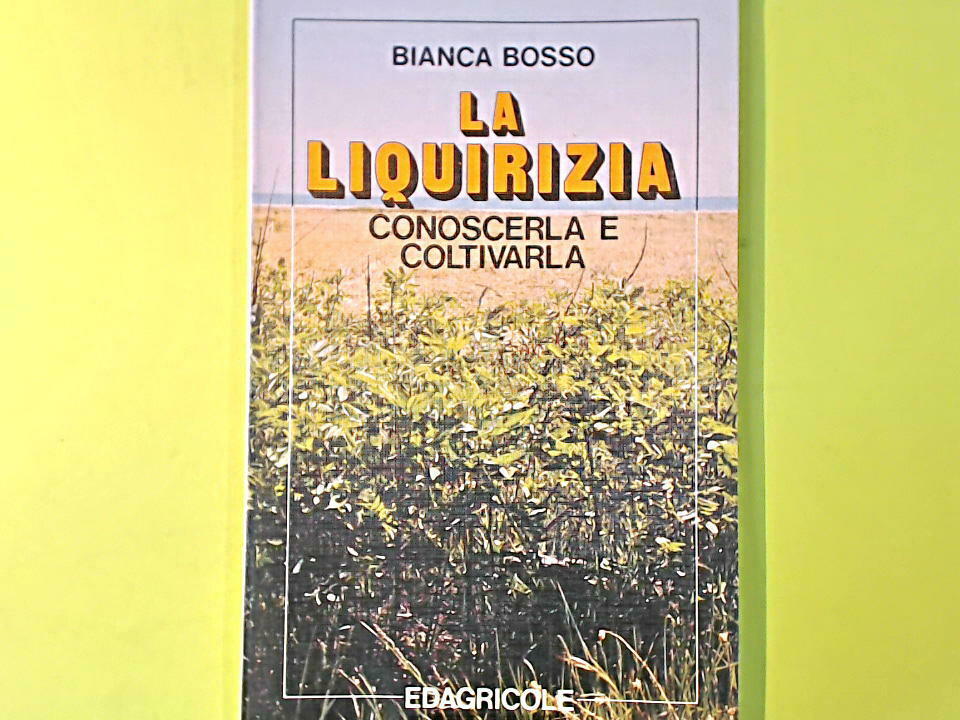 BIANCA BOSSO
LA
LIQUIRIZIA
CONOSCERLA E
COLTIVARLA
EDAGRICOLE